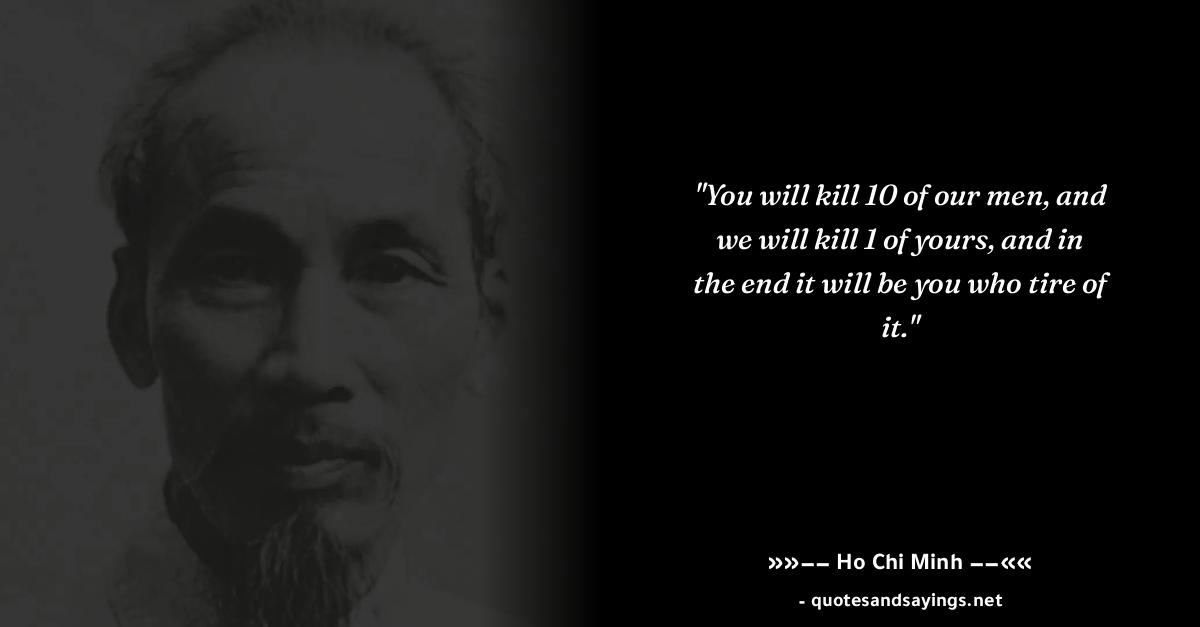 "You will kill 10 of our men, and
we will kill 1 of yours, and in
the end it will be you who tire of
it."
»»−− Ho Chi Minh −−««
- quotesandsayings.net